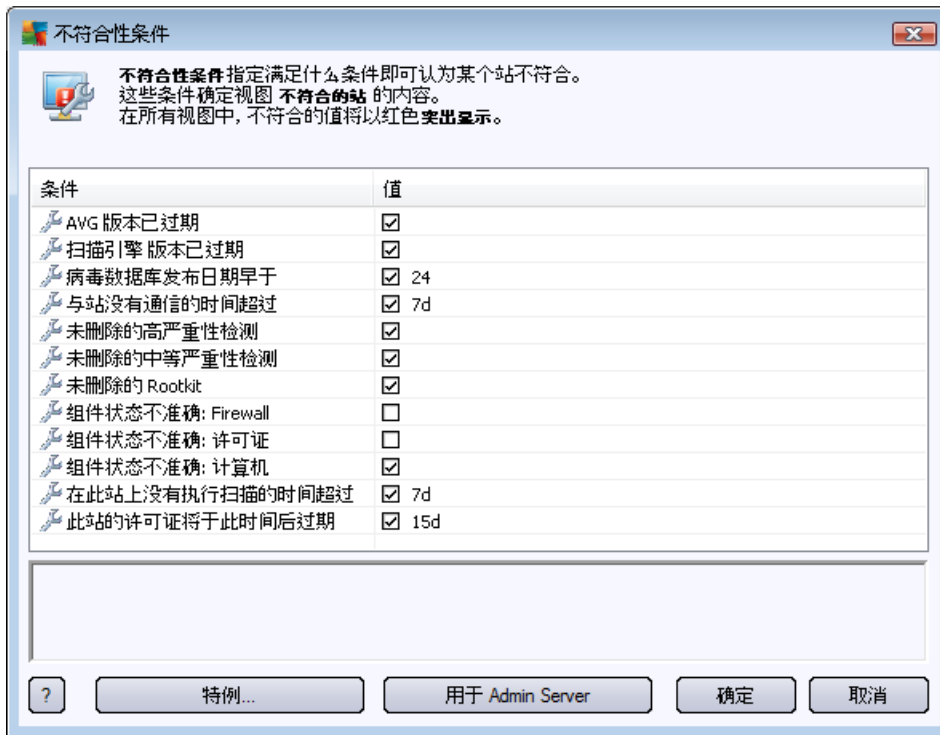 不符合性条件
不符合性条件指定满足什么条件即可认为某个站不符合。
这些条件确定视图 不符合的站 的内容。
在所有视图中, 不符合的值将以红色突出显示。
条件 值
AVG 版本已过期
扫描引擎 版本已过期
病毒数据库发布日期早于 24
与站没有通信的时间超过 7d
未删除的高严重性检测
未删除的中等严重性检测
未删除的 Rootkit
组件状态不准确: Firewall
组件状态不准确: 许可证
组件状态不准确: 计算机
在此站上没有执行扫描的时间超过 7d
此站的许可证将于此时间后过期 15d
? 特例... 用于 Admin Server 确定 取消